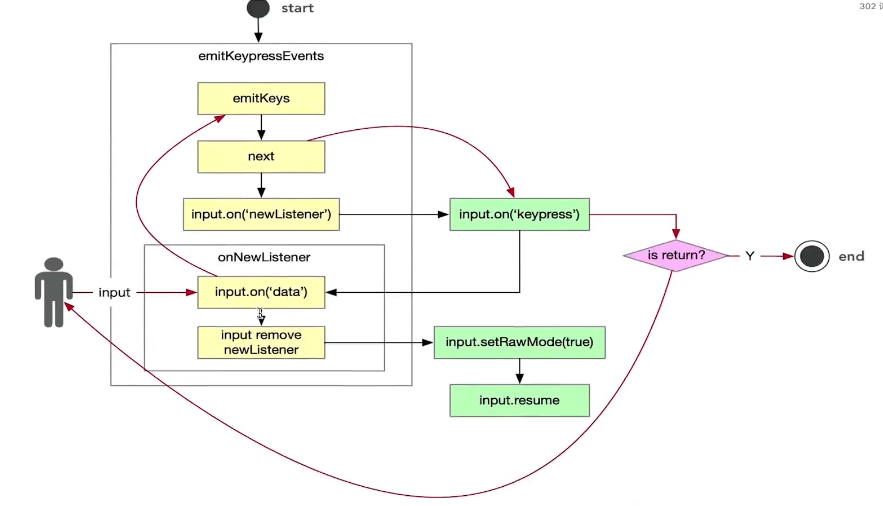 302 
start
emitKeypressEvents
emitKeys
next
input.on(‘newListener’)
input.on(‘keypress’)
onNewListener
is return?
Y
end
input
input.on(‘data’)
input remove
newListener
input.setRawMode(true)
input.resume